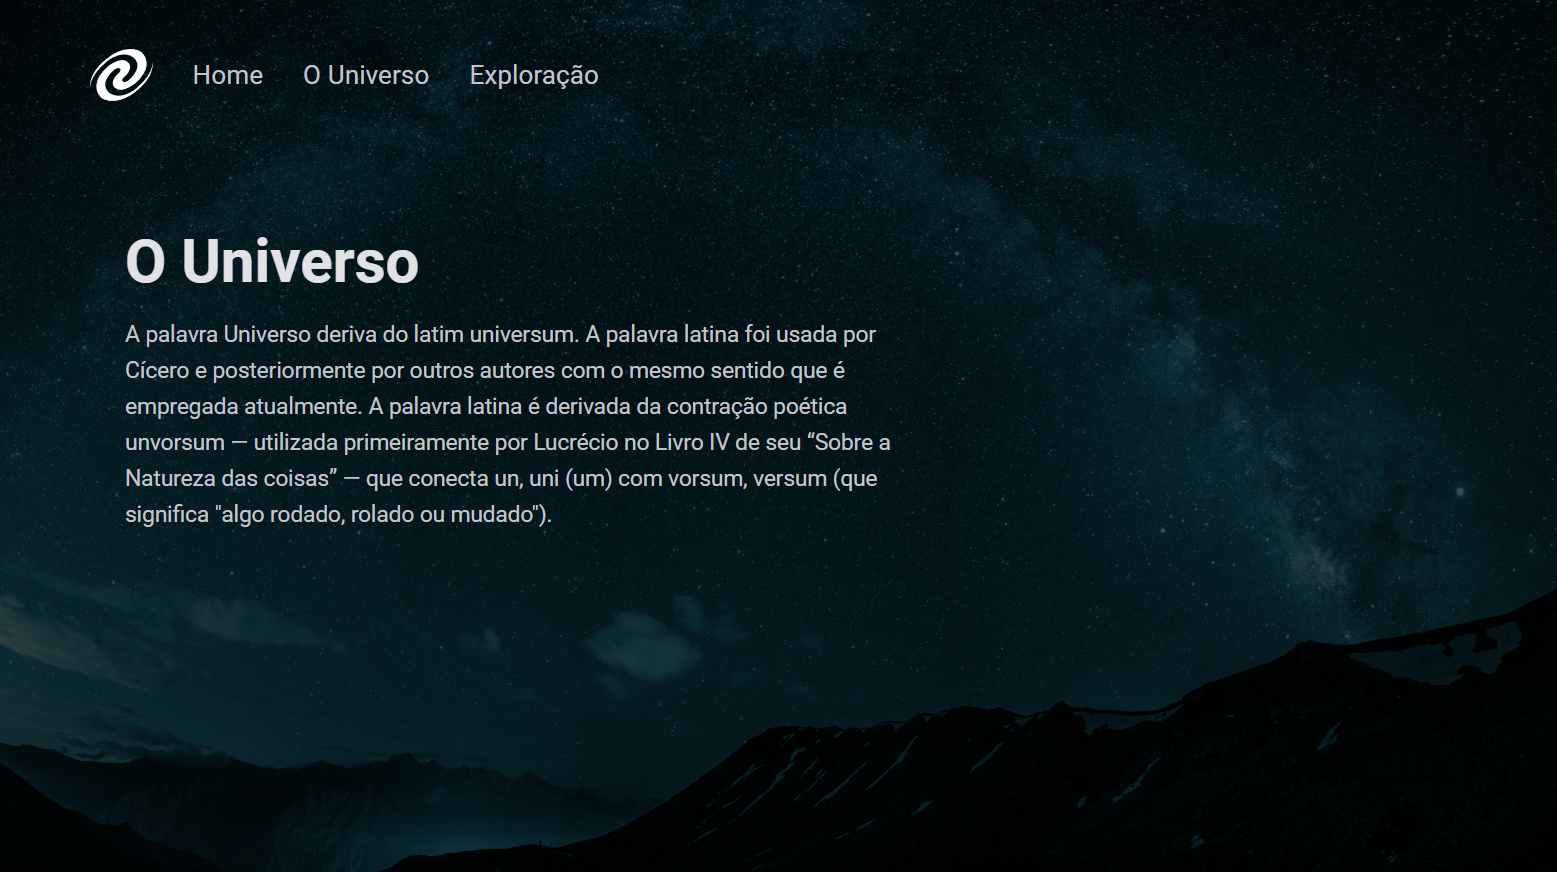 Home
O Universo
Exploração
O Universo
A palavra Universo deriva do latim universum. A palavra latina foi usada por
Cícero e posteriormente por outros autores com o mesmo sentido que é
empregada atualmente. A palavra latina é derivada da contração poética
unvorsum — utilizada primeiramente por Lucrécio no Livro IV de seu “Sobre a
Natureza das coisas” — que conecta un, uni (um) com vorsum, versum (que
significa "algo rodado, rolado ou mudado").